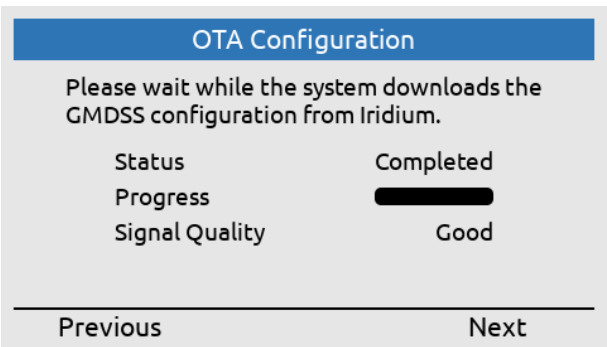 OTA Configuration
Please wait while the system downloads the
GMDSS configuration from Iridium.
Status Completed
Progress
Signal Quality Good
Previous Next